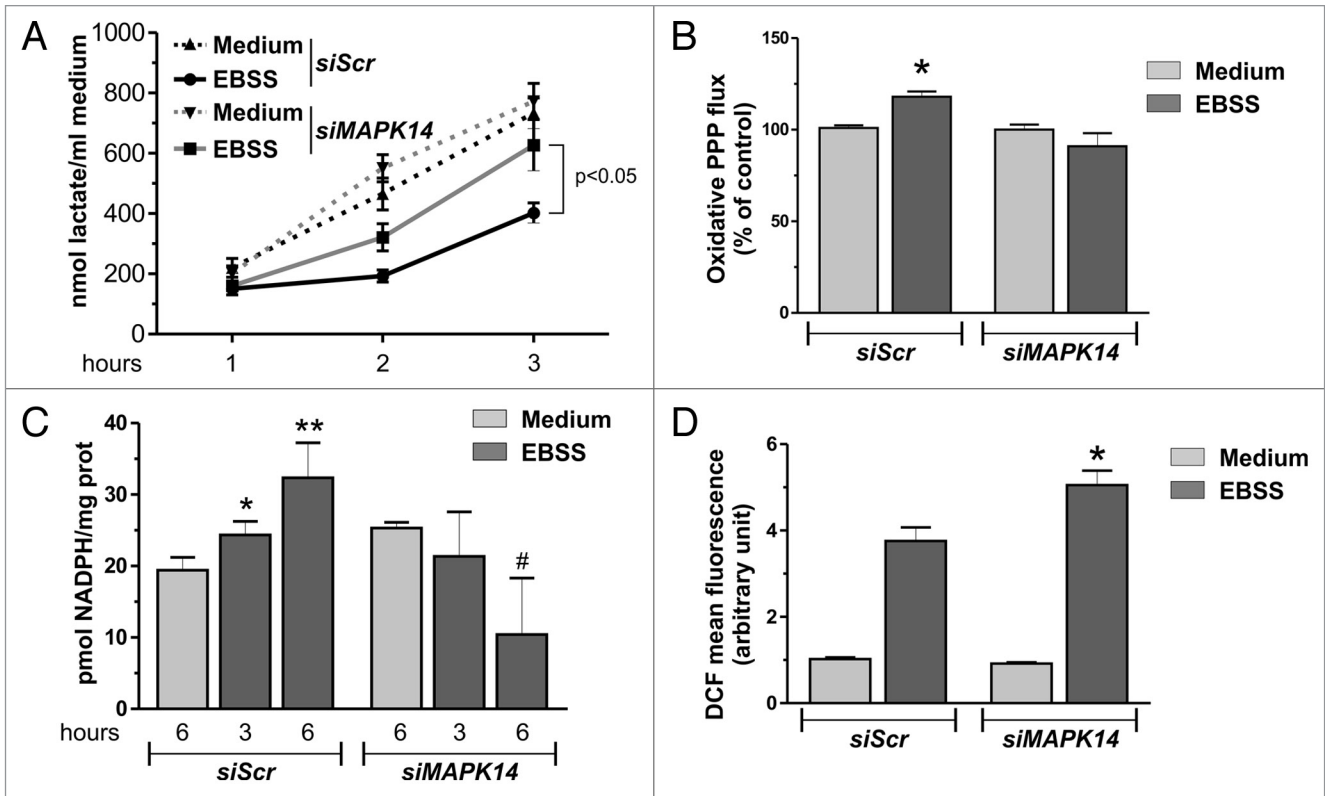 A
1000
800
600
400
200
0
nmol lactate/ml medium
Medium
EBSS
siScr
Medium
EBSS
siMAPK14
p<0.05
hours 1 2 3
B
150
100
50
0
Oxidative PPP flux
(% of control)
*
Medium
EBSS
siScr siMAPK14
C
40
30
20
10
0
pmol NADPH/mg prot
Medium
EBSS
*
**
#
hours 6 3 6 6 3 6
siScr siMAPK14
D
6
4
2
0
DCF mean fluorescence
(arbitrary unit)
*
Medium
EBSS
siScr siMAPK14